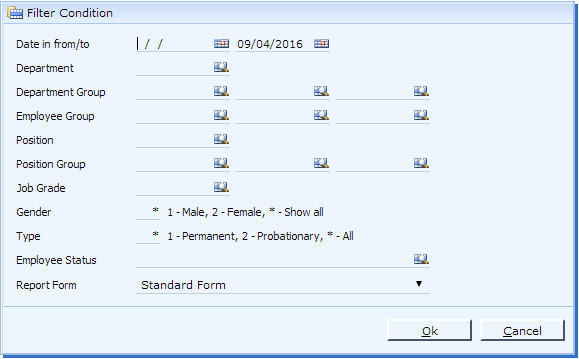 Filter Condition
Date in from/to / / 09/04/2016
Department
Department Group
Employee Group
Position
Position Group
Job Grade
Gender * 1 - Male, 2 - Female, * - Show all
Type * 1 - Permanent, 2 - Probationary, * - All
Employee Status
Report Form Standard Form
Ok Cancel